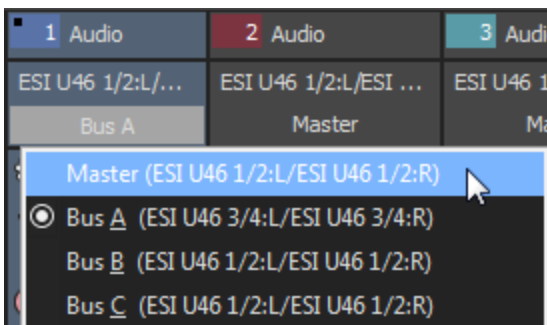 1 Audio 2 Audio 3 Audi
ESI U46 1/2:L/... ESI U46 1/2:L/ESI ... ESI U46 1
Bus A Master Ma
Master (ESI U46 1/2:L/ESI U46 1/2:R)
Bus A (ESI U46 3/4:L/ESI U46 3/4:R)
Bus B (ESI U46 1/2:L/ESI U46 1/2:R)
Bus C (ESI U46 1/2:L/ESI U46 1/2:R)